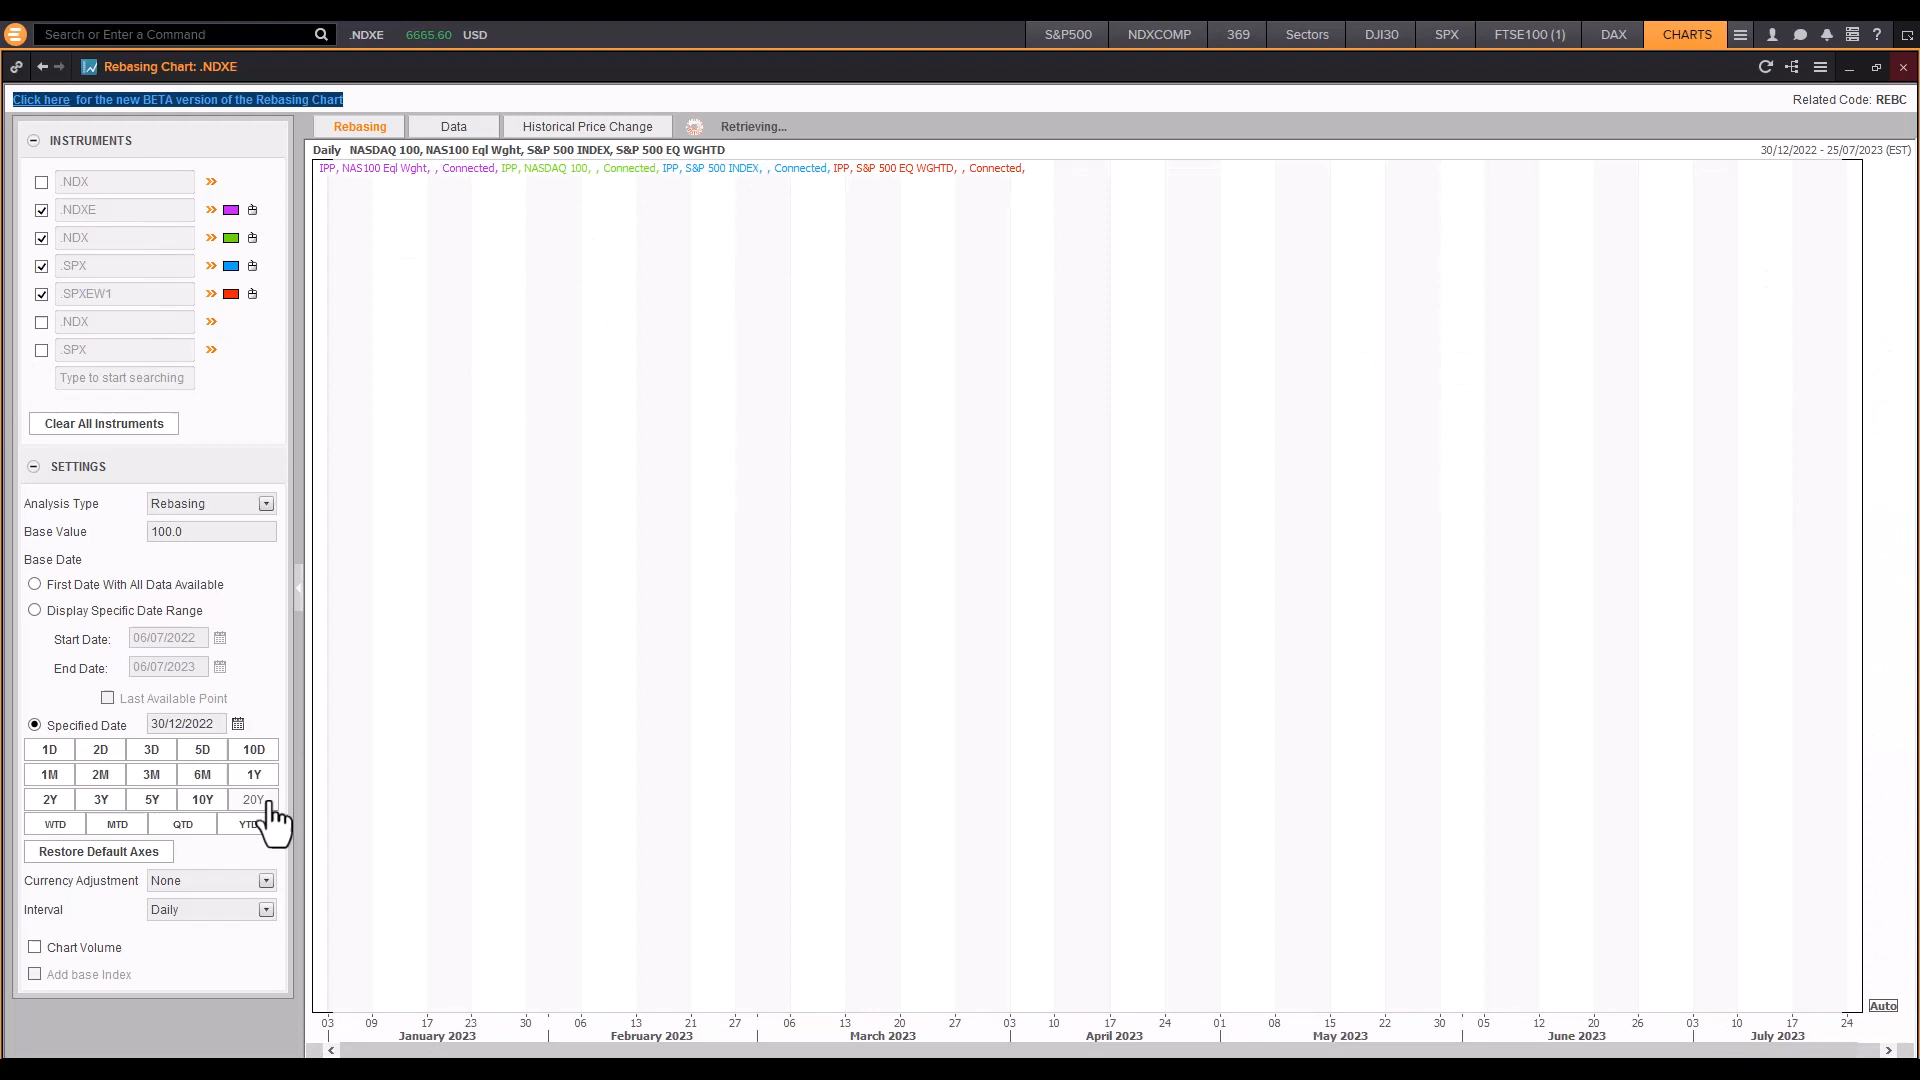 Search or Enter a Command .NDXE 6665.60 USD S&P500 NDXCOMP 369 Sectors DJI30 SPX FTSE100 (1) DAX CHARTS ?
Rebasing Chart: .NDXE
Click here for the new BETA version of the Rebasing Chart Related Code: REBC
INSTRUMENTS
.NDX
.NDXE
.NDX
.SPX
.SPXEW1
.NDX
.SPX
Type to start searching
Clear All Instruments
SETTINGS
Analysis Type Rebasing
Base Value 100.0
Base Date
First Date With All Data Available
Display Specific Date Range
Start Date: 06/07/2022
End Date: 06/07/2023
Last Available Point
Specified Date 30/12/2022
1D 2D 3D 5D 10D
1M 2M 3M 6M 1Y
2Y 3Y 5Y 10Y 20Y
WTD MTD QTD
Restore Default Axes
Currency Adjustment None
Interval Daily
Chart Volume
Add base Index
Rebasing Data Historical Price Change Retrieving...
Daily NASDAQ 100, NAS100 Eql Wght, S&P 500 INDEX, S&P 500 EQ WGHTD 30/12/2022 - 25/07/2023 (EST)
IPP, NAS100 Eql Wght, , Connected, IPP, NASDAQ 100, , Connected, IPP, S&P 500 INDEX, , Connected, IPP, S&P 500 EQ WGHTD, , Connected,
Auto
03 09 17 23 30 06 13 21 27 06 13 20 27 03 10 17 24 01 08 15 22 30 05 12 20 26 03 10 17 24
January 2023 February 2023 March 2023 April 2023 May 2023 June 2023 July 2023